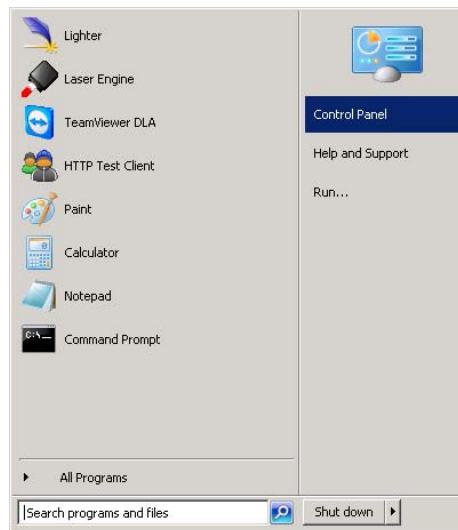 Lighter
Laser Engine
TeamViewer DLA
HTTP Test Client
Paint
Calculator
Notepad
Command Prompt
All Programs
Search programs and files
Control Panel
Help and Support
Run...
Shut down